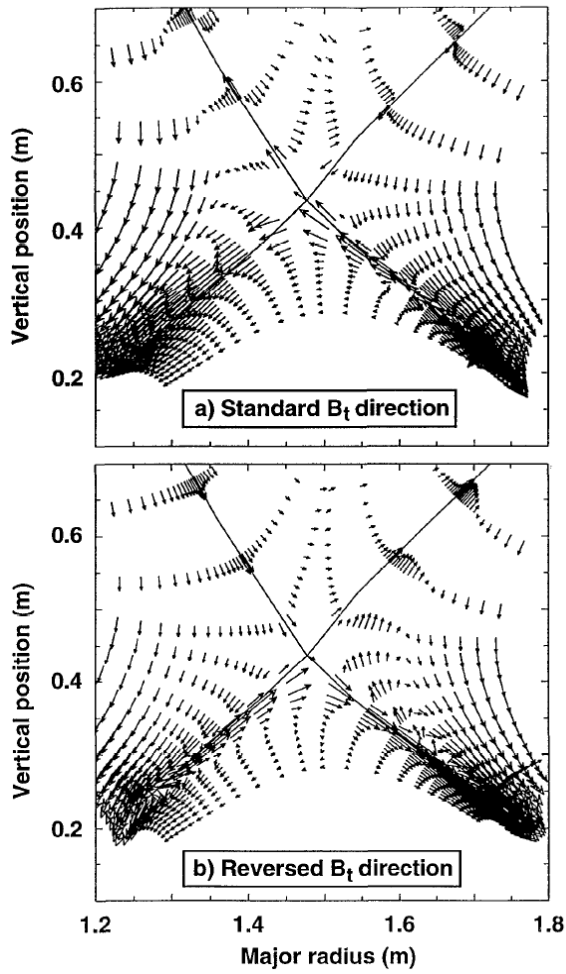 0.6
0.4
0.2
Vertical position (m)
a) Standard Bt direction
0.6
0.4
0.2
Vertical position (m)
b) Reversed Bt direction
1.2 1.4 1.6 1.8
Major radius (m)